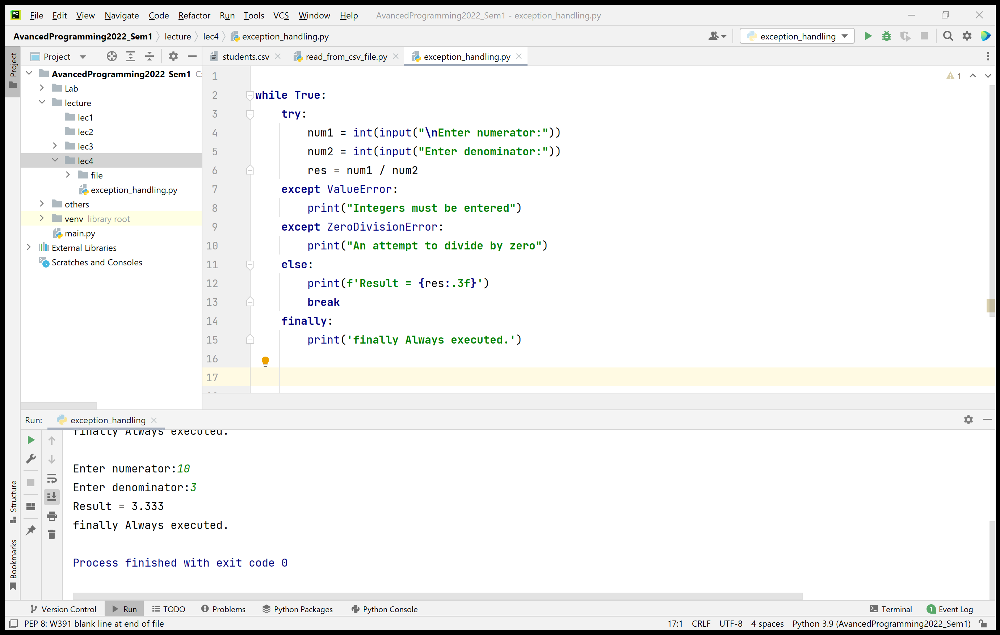 PC
File Edit View Navigate Code Refactor Run Tools VCS Window Help AvancedProgramming2022_Sem1 - exception_handling.py
AvancedProgramming2022_Sem1 lecture lec4 exception_handling.py exception_handling
Project
Project
students.csv read_from_csv_file.py exception_handling.py
AvancedProgramming2022_Sem1
Lab
lecture
lec1
lec2
lec3
lec4
file
exception_handling.py
others
venv library root
main.py
External Libraries
Scratches and Consoles
1
1
2 while True:
3 try:
4 num1 = int(input("\nEnter numerator:"))
5 num2 = int(input("Enter denominator:"))
6 res = num1 / num2
7 except ValueError:
8 print("Integers must be entered")
9 except ZeroDivisionError:
10 print("An attempt to divide by zero")
11 else:
12 print(f'Result = {res:.3f}')
13 break
14 finally:
15 print('finally Always executed.')
16
17
Run: exception_handling
finally Always executed.
Enter numerator:10
Enter denominator:3
Result = 3.333
finally Always executed.
Process finished with exit code 0
Structure
Bookmarks
Version Control Run TODO Problems Python Packages Python Console Terminal 1 Event Log
PEP 8: W391 blank line at end of file 17:1 CRLF UTF-8 4 spaces Python 3.9 (AvancedProgramming2022_Sem1)